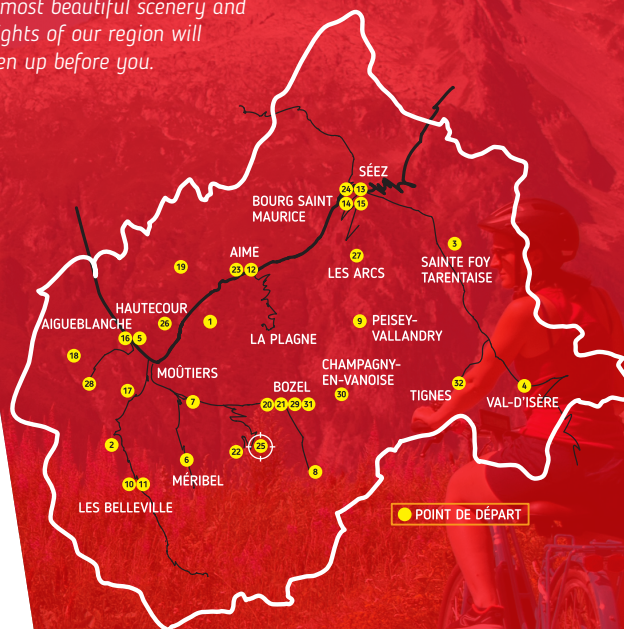 most beautiful scenery and
ights of our region will
en up before you.
SÉEZ
24 13
BOURG SAINT
MAURICE
14 15
3
SAINTE FOY
TARENTAISE
AIME
23 12
27
LES ARCS
19
HAUTECOUR
26
1
9
PEISEY-
VALLANDRY
AIGUEBLANCHE
16 5
LA PLAGNE
18
MOÛTIERS
CHAMPAGNY-
EN-VANOISE
28
17
7
BOZEL
20 21 29 31
30
TIGNES
32
4
VAL-D'ISÈRE
2
22
25
6
MÉRIBEL
8
10 11
LES BELLEVILLE
POINT DE DÉPART